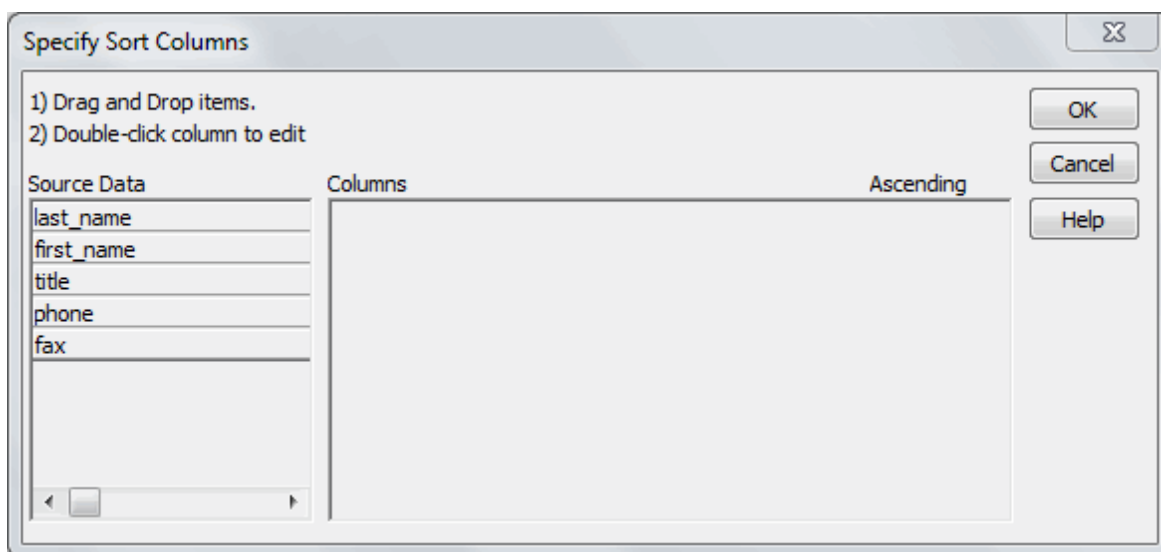 Specify Sort Columns
1) Drag and Drop items.
2) Double-click column to edit
OK
Cancel
Help
Source Data Columns Ascending
last_name
first_name
title
phone
fax